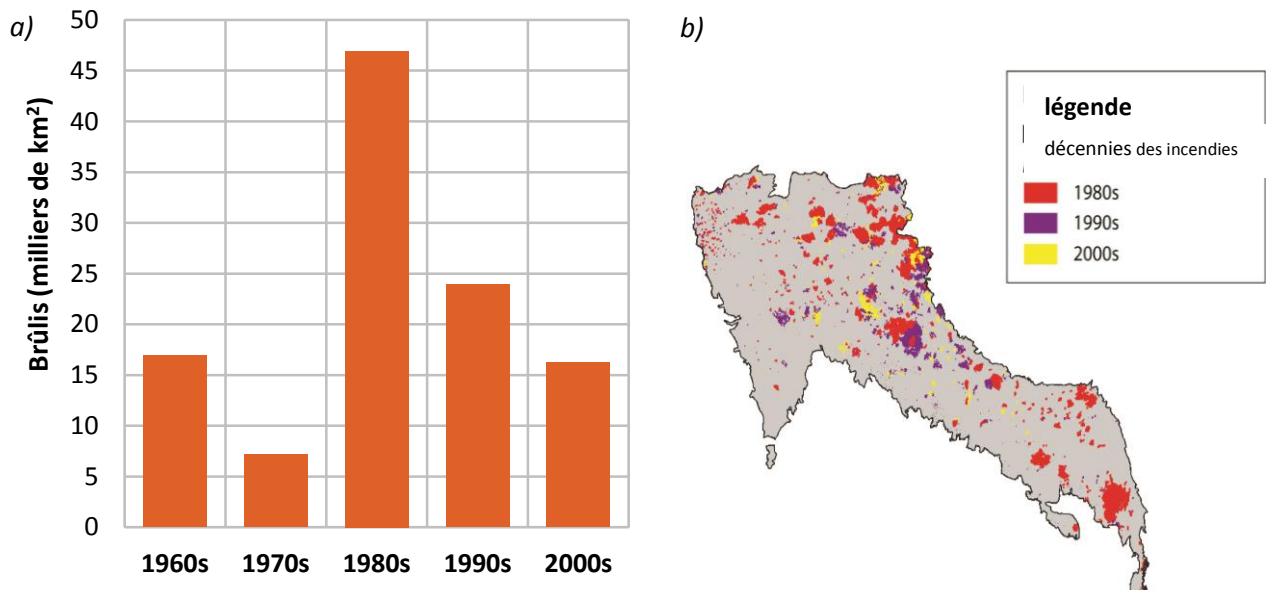 a)
Brûlis (milliers de km²)
50
45
40
35
30
25
20
15
10
5
0
1960s 1970s 1980s 1990s 2000s
b)
légende
décennies des incendies
1980s
1990s
2000s